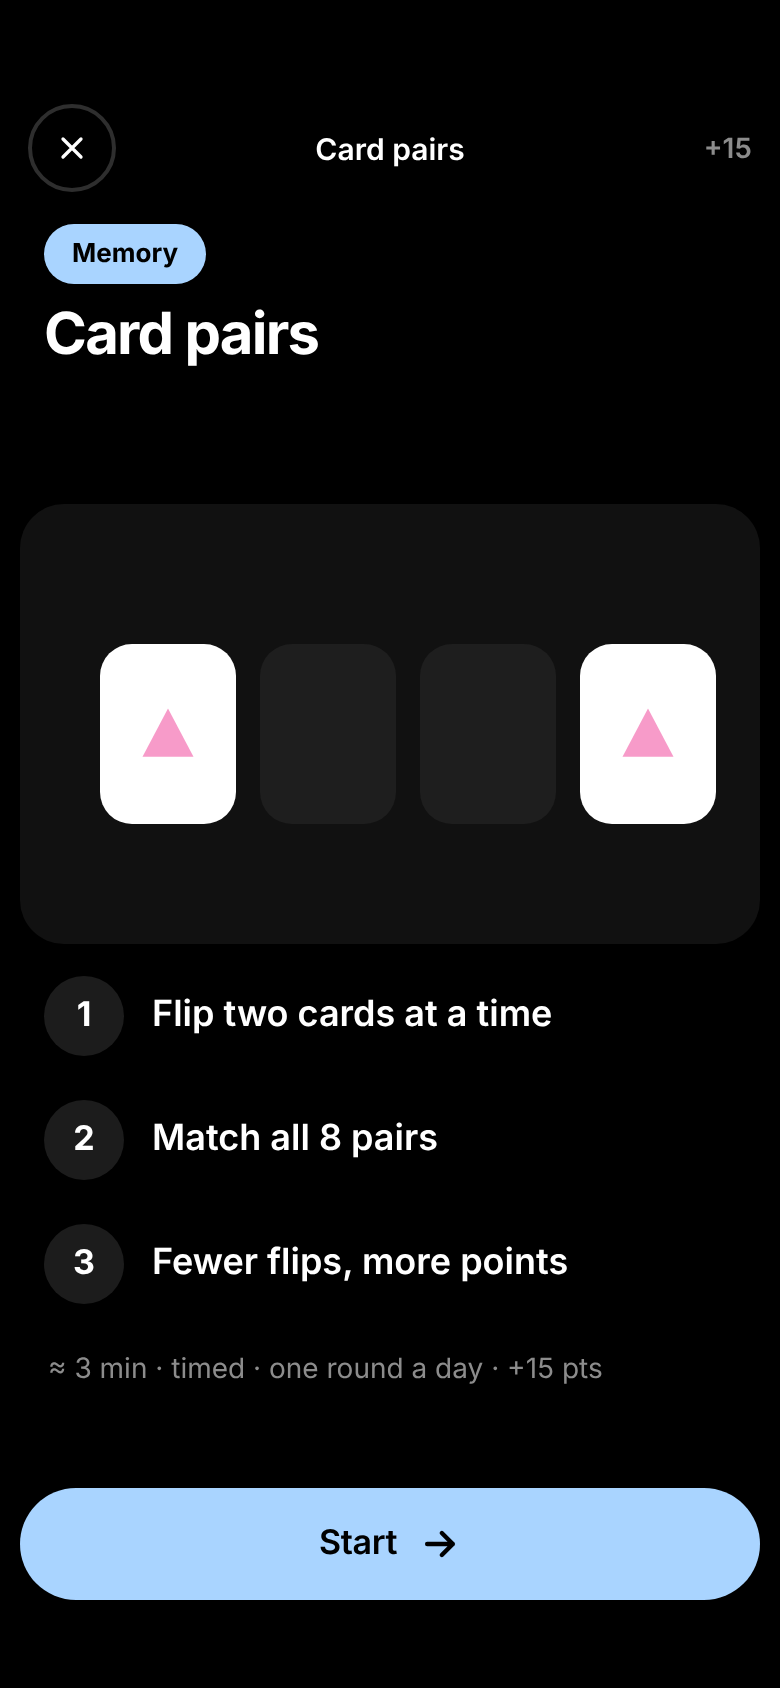 Card pairs
+15
Memory
Card pairs
1 Flip two cards at a time
2 Match all 8 pairs
3 Fewer flips, more points
≈ 3 min · timed · one round a day · +15 pts
Start →